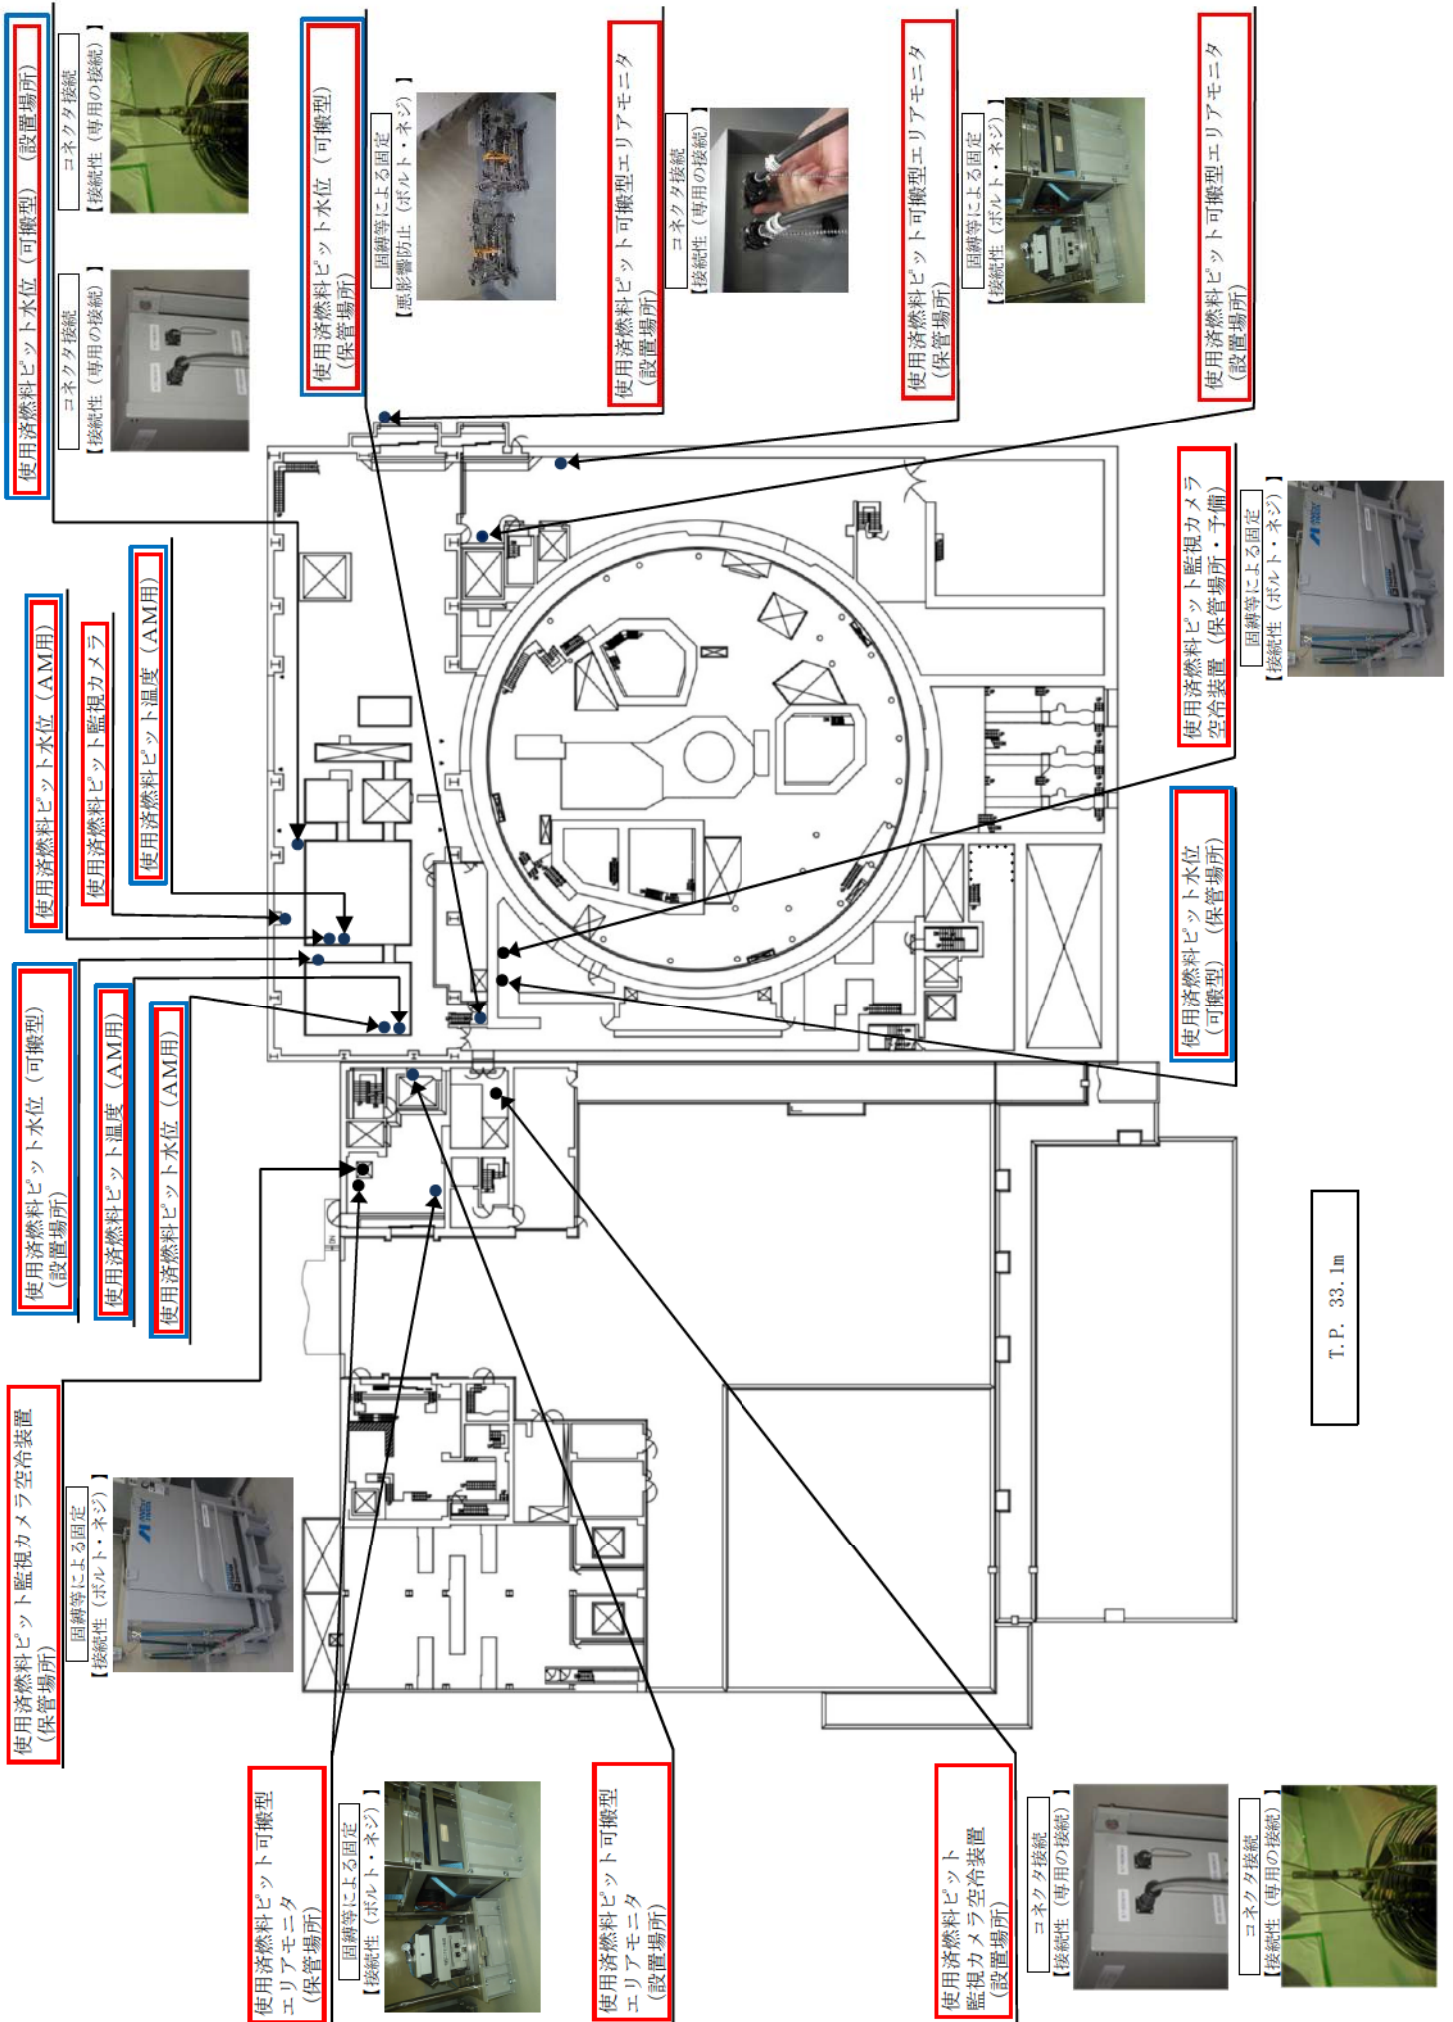 使用済燃料ピット監視カメラ空冷装置
（保管場所）
固縛等による固定
【接続性（ボルト・ネジ）】
使用済燃料ピット水位（可搬型）
（設置場所）
使用済燃料ピット温度（AM用）
使用済燃料ピット水位（AM用）
使用済燃料ピット水位（AM用）
使用済燃料ピット監視カメラ
使用済燃料ピット温度（AM用）
使用済燃料ピット水位（可搬型）（設置場所）
コネクタ接続
【接続性（専用の接続）】
コネクタ接続
【接続性（専用の接続）】
使用済燃料ピット水位（可搬型）
（保管場所）
固縛等による固定
【悪影響防止（ボルト・ネジ）】
使用済燃料ピット可搬型エリアモニタ
（設置場所）
コネクタ接続
【接続性（専用の接続）】
使用済燃料ピット可搬型エリアモニタ
（保管場所）
固縛等による固定
【接続性（ボルト・ネジ）】
使用済燃料ピット可搬型エリアモニタ
（設置場所）
使用済燃料ピット可搬型
エリアモニタ
（保管場所）
固縛等による固定
【接続性（ボルト・ネジ）】
使用済燃料ピット可搬型
エリアモニタ
（設置場所）
使用済燃料ピット
監視カメラ空冷装置
（設置場所）
コネクタ接続
【接続性（専用の接続）】
コネクタ接続
【接続性（専用の接続）】
使用済燃料ピット水位
（可搬型）（保管場所）
使用済燃料ピット監視カメラ
空冷装置（保管場所・予備）
固縛等による固定
【接続性（ボルト・ネジ）】
T.P. 33.1m